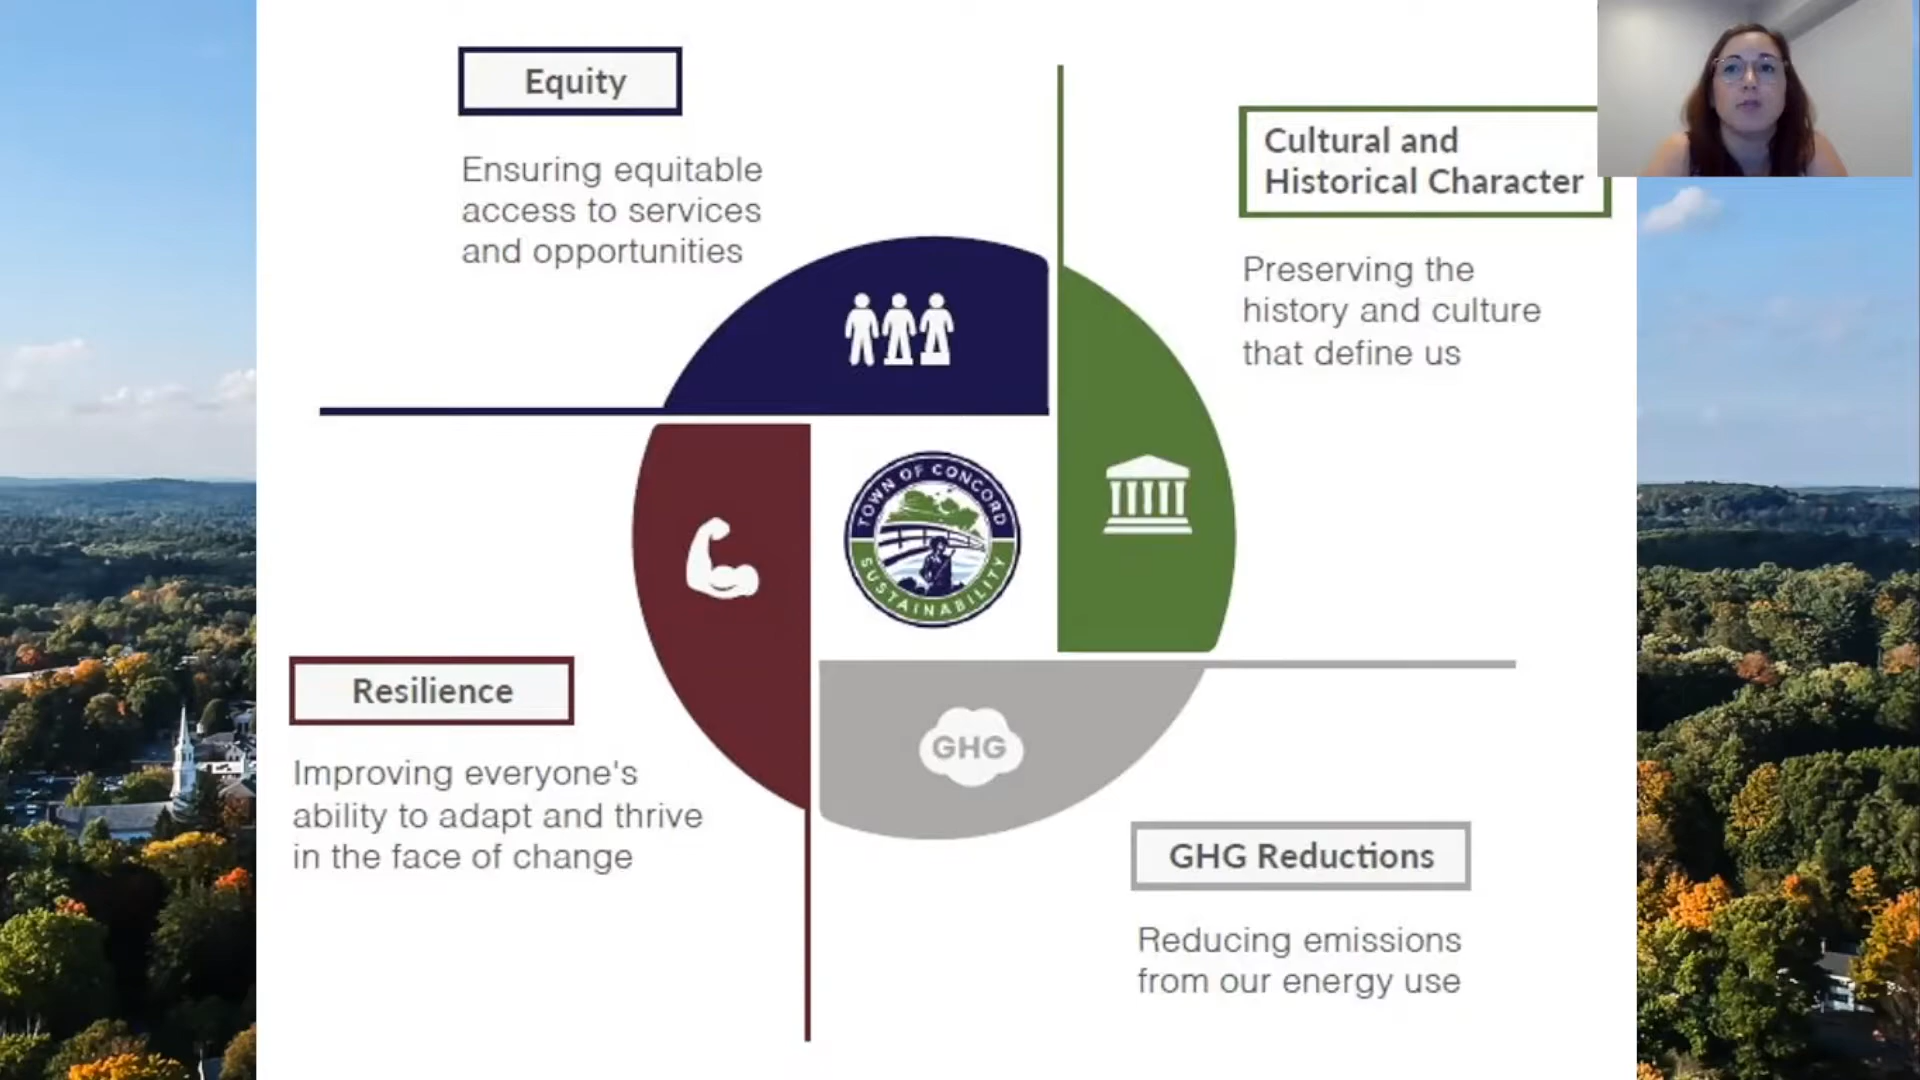 Equity
Ensuring equitable
access to services
and opportunities
Cultural and
Historical Character
Preserving the
history and culture
that define us
TOWN OF CONCORD
SUSTAINABILITY
Resilience
Improving everyone's
ability to adapt and thrive
in the face of change
GHG
GHG Reductions
Reducing emissions
from our energy use